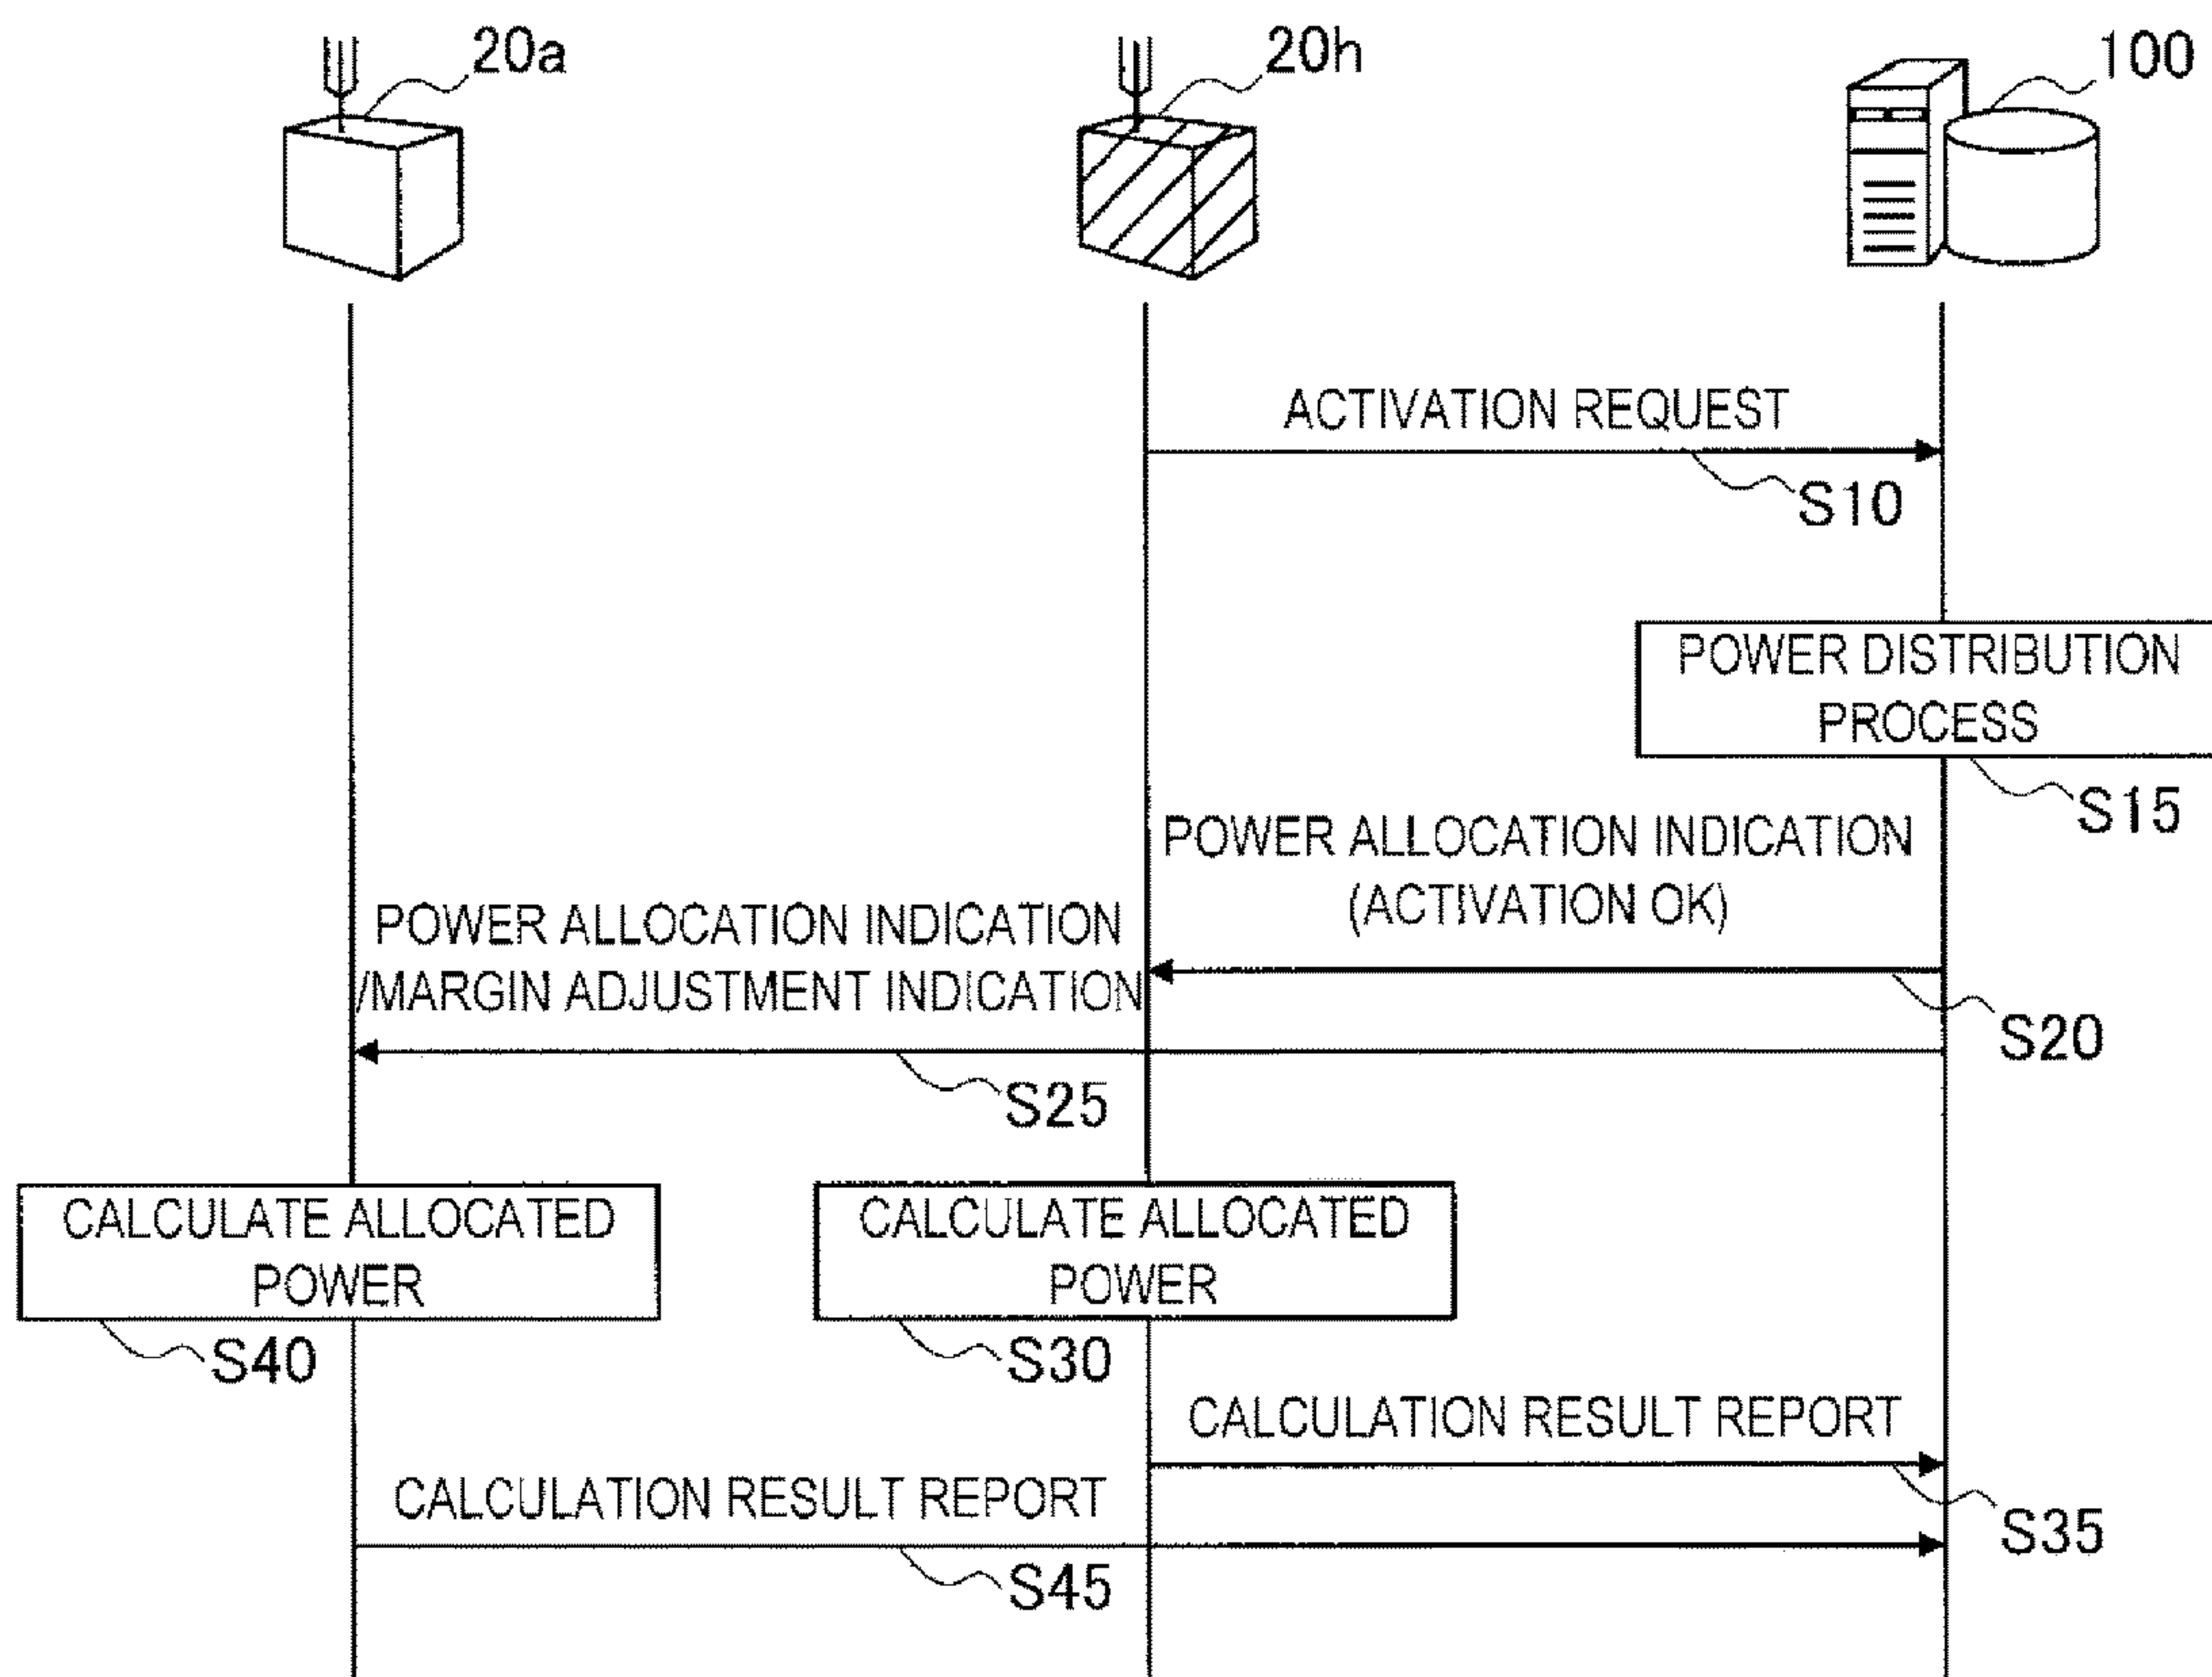 20a
20h
100
ACTIVATION REQUEST
S10
POWER DISTRIBUTION
PROCESS
S15
POWER ALLOCATION INDICATION
(ACTIVATION OK)
S20
POWER ALLOCATION INDICATION
/MARGIN ADJUSTMENT INDICATION
S25
CALCULATE ALLOCATED
POWER
S40
CALCULATE ALLOCATED
POWER
S30
CALCULATION RESULT REPORT
S35
CALCULATION RESULT REPORT
S45